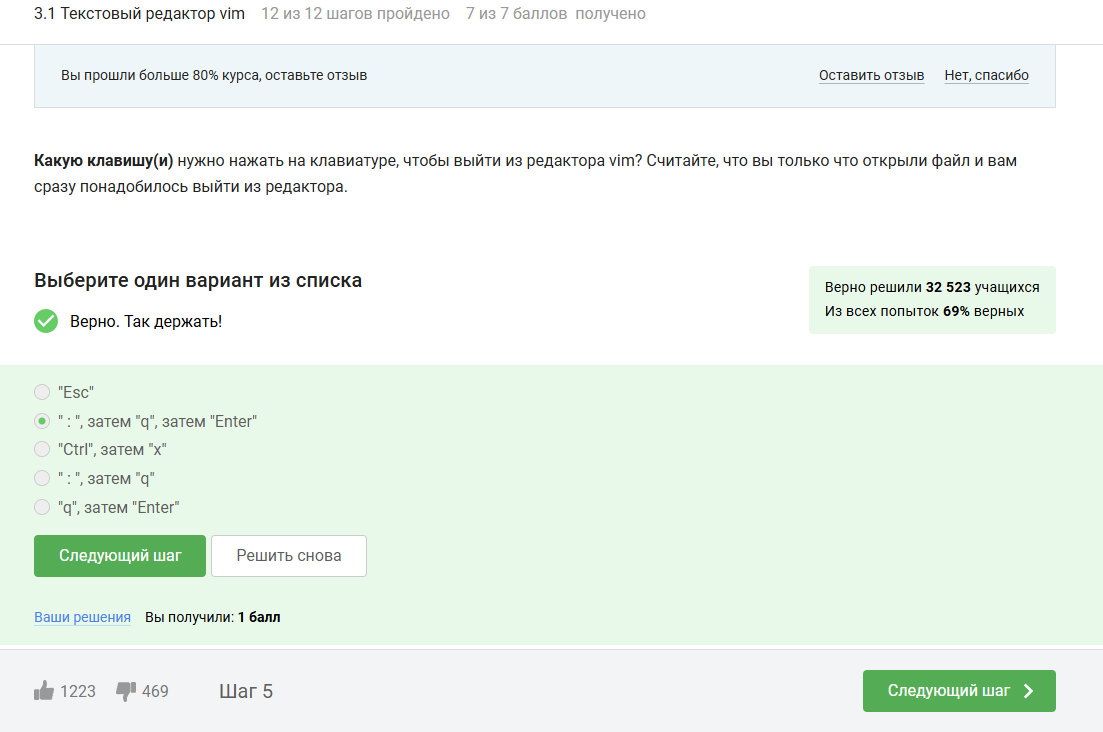 3.1 Текстовый редактор vim 12 из 12 шагов пройдено 7 из 7 баллов получено
Вы прошли больше 80% курса, оставьте отзыв Оставить отзыв Нет, спасибо
Какую клавишу(и) нужно нажать на клавиатуре, чтобы выйти из редактора vim? Считайте, что вы только что открыли файл и вам
сразу понадобилось выйти из редактора.
Выберите один вариант из списка
Верно решили 32 523 учащихся
Из всех попыток 69% верных
Верно. Так держать!
"Esc"
" : ", затем "q", затем "Enter"
"Ctrl", затем "x"
" : ", затем "q"
"q", затем "Enter"
Следующий шаг Решить снова
Ваши решения Вы получили: 1 балл
1223 469 Шаг 5 Следующий шаг